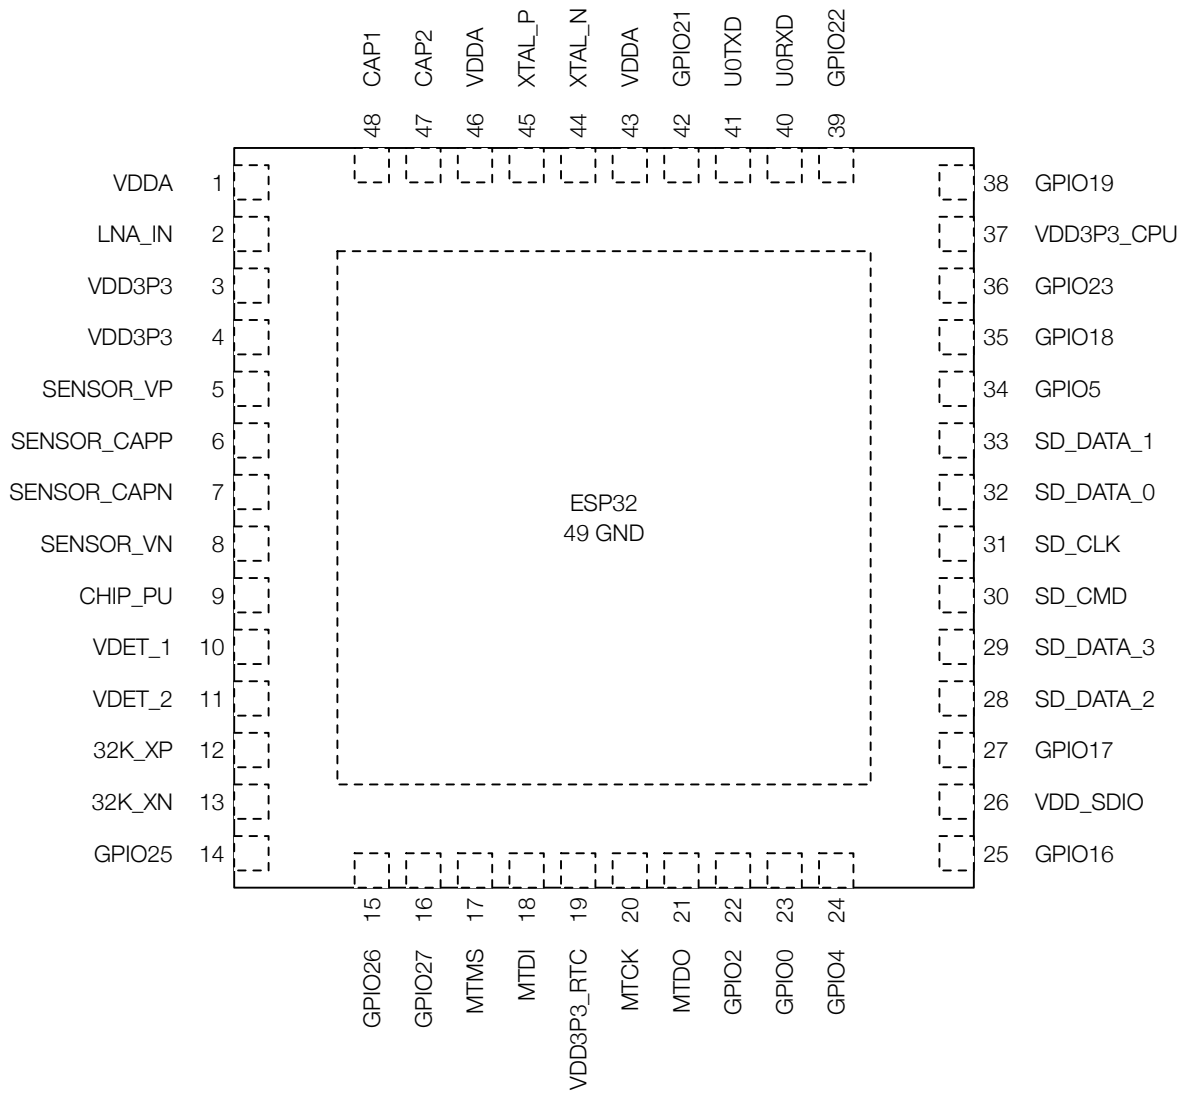 CAP1
CAP2
VDDA
XTAL_P
XTAL_N
VDDA
GPIO21
U0TXD
U0RXD
GPIO22
48
47
46
45
44
43
42
41
40
39
VDDA 1
LNA_IN 2
VDD3P3 3
VDD3P3 4
SENSOR_VP 5
SENSOR_CAPP 6
SENSOR_CAPN 7
SENSOR_VN 8
CHIP_PU 9
VDET_1 10
VDET_2 11
32K_XP 12
32K_XN 13
GPIO25 14
ESP32
49 GND
38 GPIO19
37 VDD3P3_CPU
36 GPIO23
35 GPIO18
34 GPIO5
33 SD_DATA_1
32 SD_DATA_0
31 SD_CLK
30 SD_CMD
29 SD_DATA_3
28 SD_DATA_2
27 GPIO17
26 VDD_SDIO
25 GPIO16
15
16
17
18
19
20
21
22
23
24
GPIO26
GPIO27
MTMS
MTDI
VDD3P3_RTC
MTCK
MTDO
GPIO2
GPIO0
GPIO4